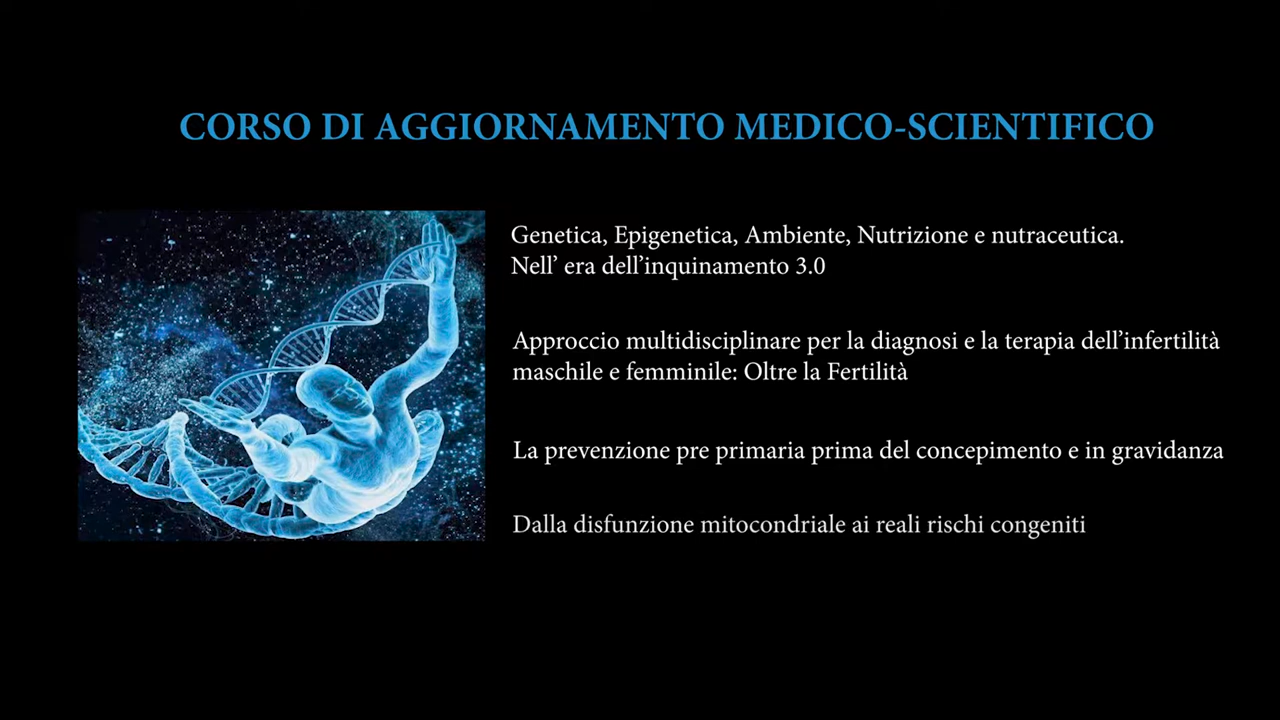 CORSO DI AGGIORNAMENTO MEDICO-SCIENTIFICO
Genetica, Epigenetica, Ambiente, Nutrizione e nutraceutica.
Nell’ era dell’inquinamento 3.0
Approccio multidisciplinare per la diagnosi e la terapia dell’infertilità
maschile e femminile: Oltre la Fertilità
La prevenzione pre primaria prima del concepimento e in gravidanza
Dalla disfunzione mitocondriale ai reali rischi congeniti